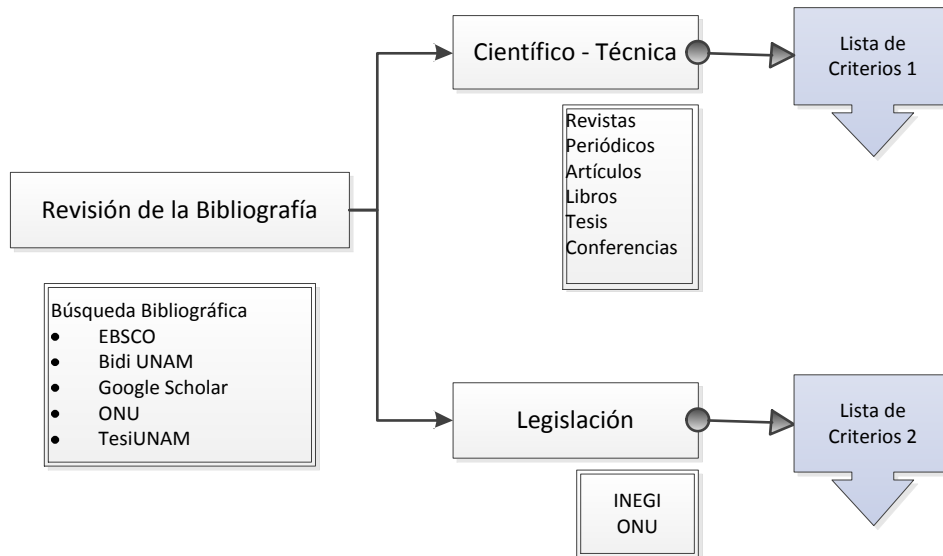 Científico - Técnica
Lista de
Criterios 1
Revistas
Periódicos
Artículos
Libros
Tesis
Conferencias
Revisión de la Bibliografía
Búsqueda Bibliográfica
● EBSCO
● Bidi UNAM
● Google Scholar
● ONU
● TesiUNAM
Legislación
Lista de
Criterios 2
INEGI
ONU